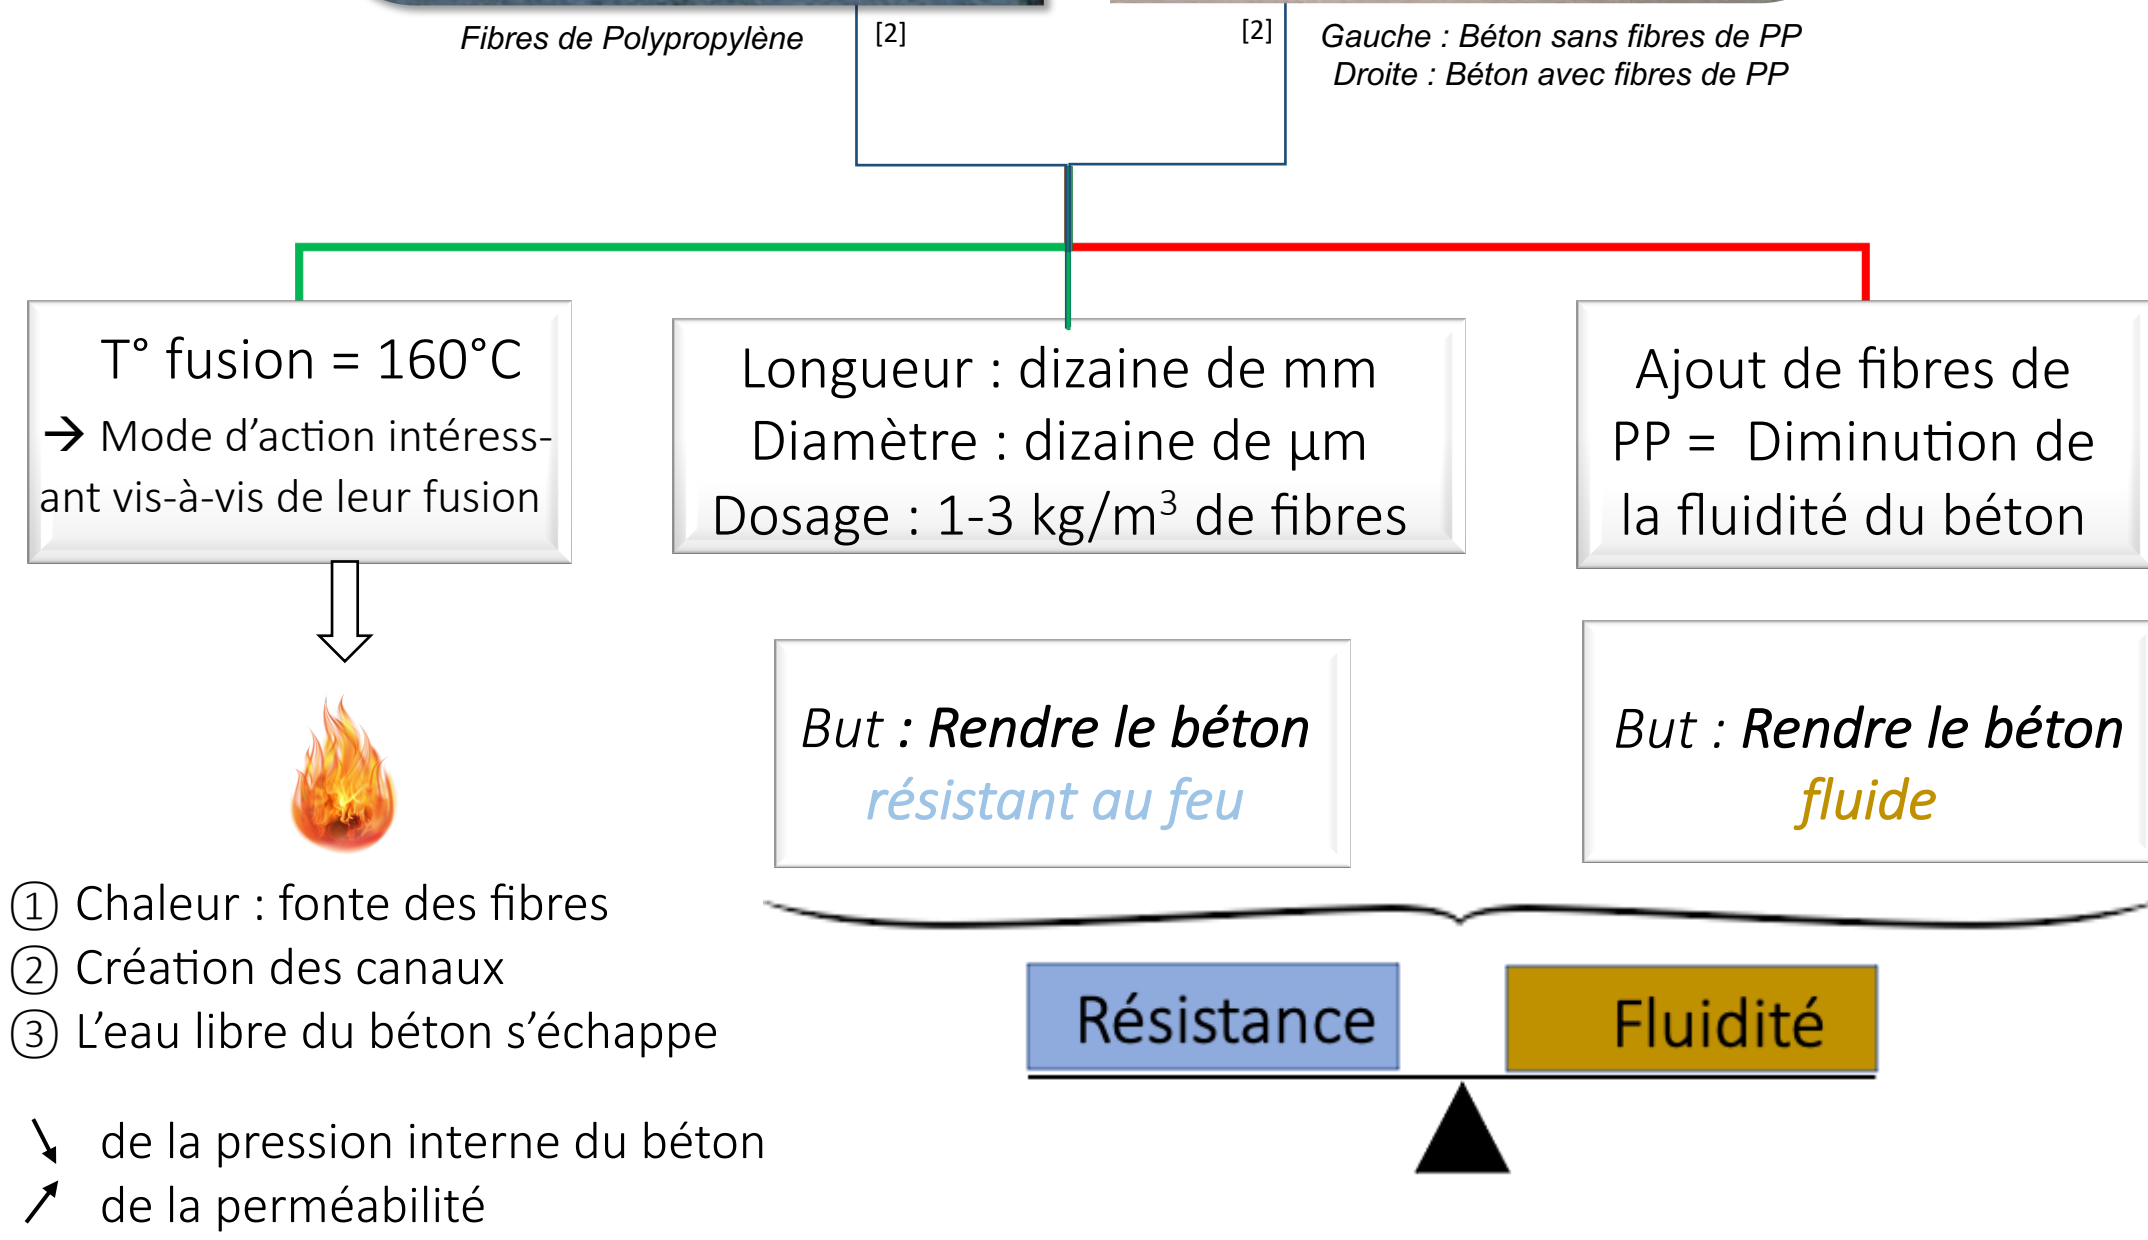 Fibres de Polypropylène
[2]
[2]
Gauche : Béton sans fibres de PP
Droite : Béton avec fibres de PP
T° fusion = 160°C
→ Mode d’action intéress-
ant vis-à-vis de leur fusion
Longueur : dizaine de mm
Diamètre : dizaine de µm
Dosage : 1-3 kg/m³ de fibres
Ajout de fibres de
PP = Diminution de
la fluidité du béton
But : Rendre le béton
résistant au feu
But : Rendre le béton
fluide
① Chaleur : fonte des fibres
② Création des canaux
③ L’eau libre du béton s’échappe
↘ de la pression interne du béton
↗ de la perméabilité
Résistance
Fluidité